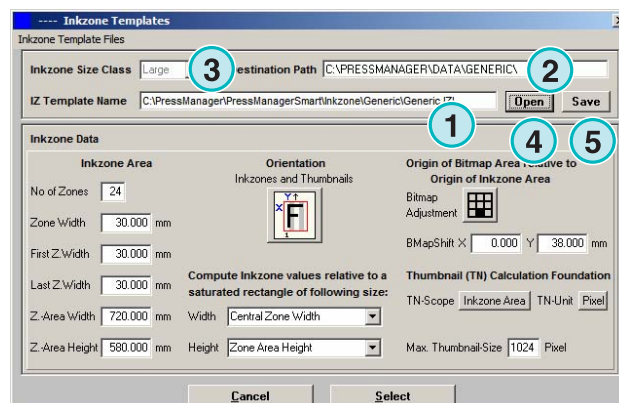 ---- Inkzone Templates
Inkzone Template Files
Inkzone Size Class Large 3 Destination Path C:\PRESSMANAGER\DATA\GENERIC\ 2
IZ Template Name C:\PressManager\PressManagerSmart\Inkzone\Generic\Generic.IZ Open Save
1 4 5
Inkzone Data
Inkzone Area
No of Zones 24
Zone Width 30.000 mm
First Z.Width 30.000 mm
Last Z.Width 30.000 mm
Z.-Area Width 720.000 mm
Z.-Area Height 580.000 mm
Orientation
Inkzones and Thumbnails
Y
X F
1
Compute Inkzone values relative to a
saturated rectangle of following size:
Width Central Zone Width
Height Zone Area Height
Origin of Bitmap Area relative to
Origin of Inkzone Area
Bitmap
Adjustment
BMapShift X 0.000 Y 38.000 mm
Thumbnail (TN) Calculation Foundation
TN-Scope Inkzone Area TN-Unit Pixel
Max. Thumbnail-Size 1024 Pixel
Cancel Select